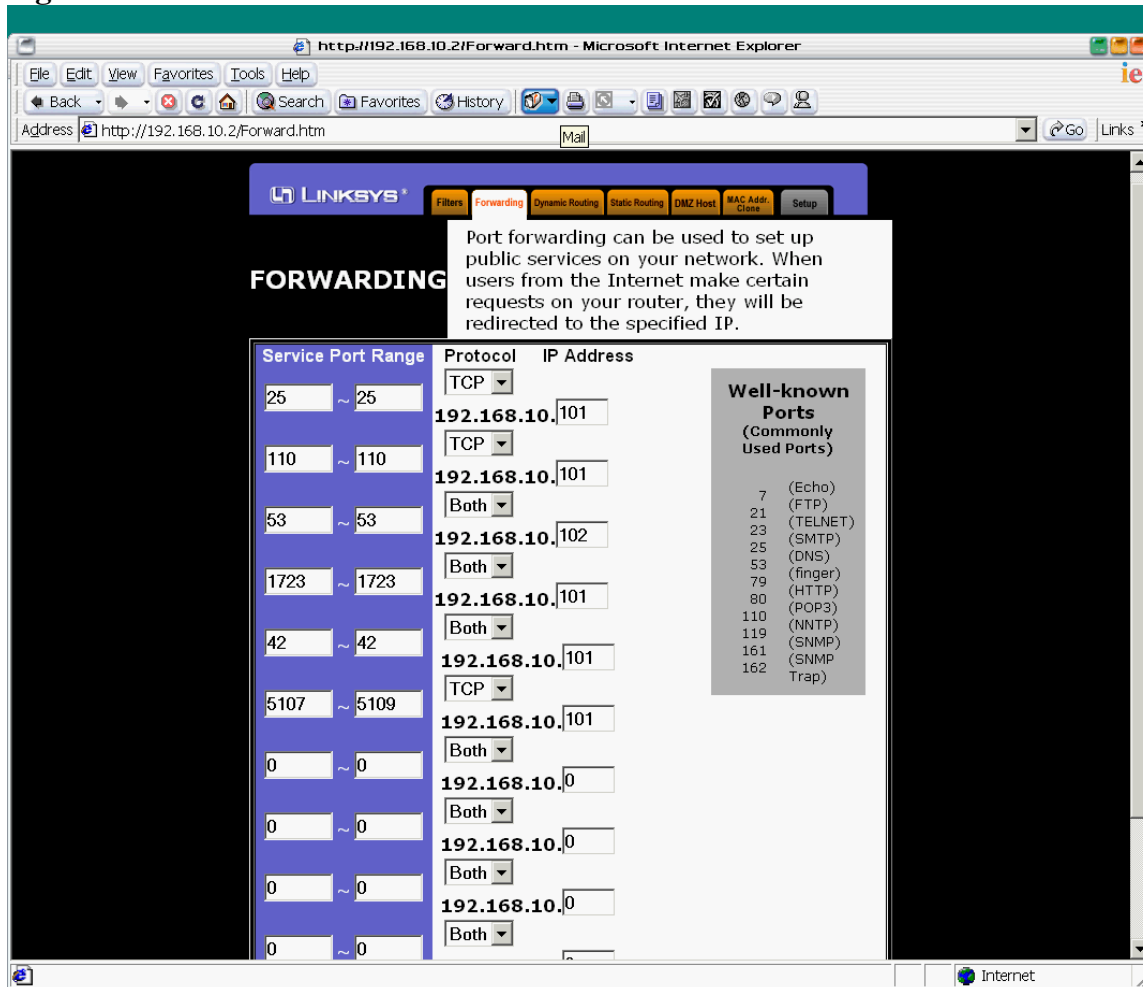 http://192.168.10.2/Forward.htm - Microsoft Internet Explorer
File Edit View Favorites Tools Help
Back Search Favorites History
Address http://192.168.10.2/Forward.htm Go Links
Mail
LINKSYS®
Filters Forwarding Dynamic Routing Static Routing DMZ Host MAC Addr. Clone Setup
FORWARDING
Port forwarding can be used to set up
public services on your network. When
users from the Internet make certain
requests on your router, they will be
redirected to the specified IP.
Service Port Range Protocol IP Address
25 ~ 25 TCP
192.168.10.101
110 ~ 110 TCP
192.168.10.101
53 ~ 53 Both
192.168.10.102
1723 ~ 1723 Both
192.168.10.101
42 ~ 42 Both
192.168.10.101
5107 ~ 5109 TCP
192.168.10.101
0 ~ 0 Both
192.168.10.0
0 ~ 0 Both
192.168.10.0
0 ~ 0 Both
192.168.10.0
0 ~ 0 Both
Well-known
Ports
(Commonly
Used Ports)
7 (Echo)
21 (FTP)
23 (TELNET)
25 (SMTP)
53 (DNS)
79 (finger)
80 (HTTP)
110 (POP3)
119 (NNTP)
161 (SNMP)
162 (SNMP
Trap)
Internet